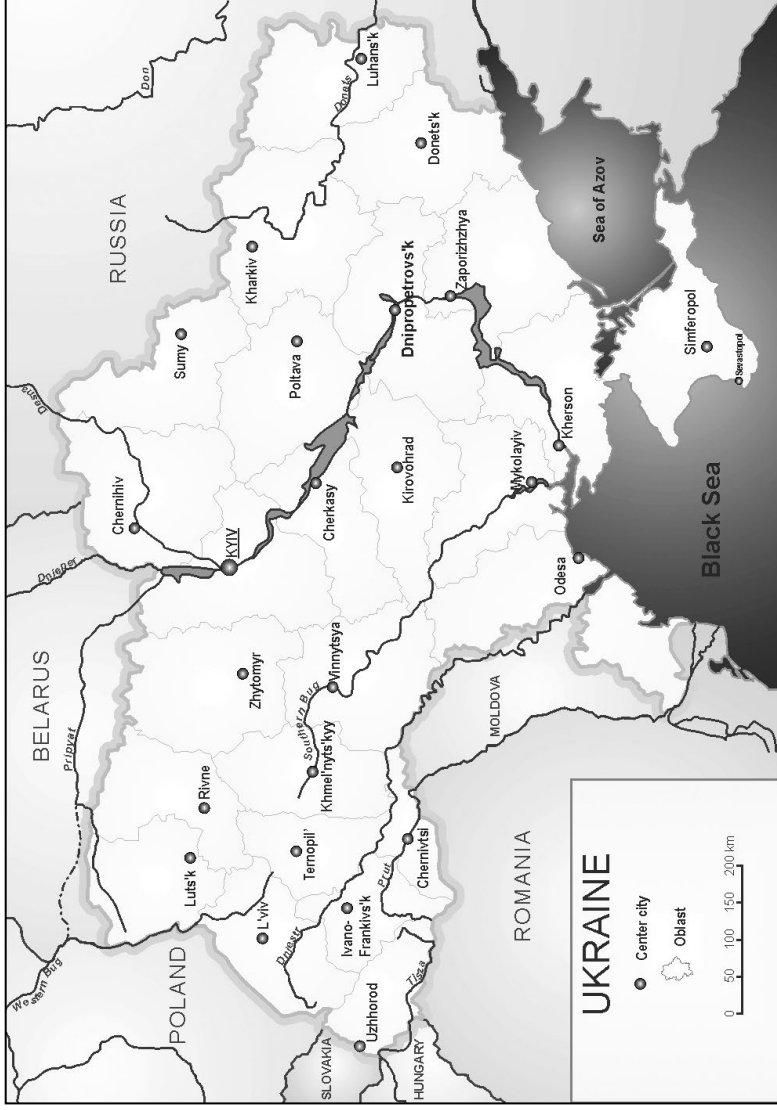 Don
RUSSIA
Desna
Dnieper
BELARUS
Pripyat
Western Bug
POLAND
Luhans'k
Donets
Donets'k
Kharkiv
Sumy
Poltava
Chernihiv
KYIV
Cherkasy
Dnipropetrovs'k
Zaporizhzhya
Kirovohrad
Zhytomyr
Vinnytsya
Southern Bug
Khmel'nyts'kyy
Rivne
Luts'k
Ternopil'
L'viv
Dniestr
Ivano-
Frankivs'k
Prut
Chernivtsi
Tisza
Uzhhorod
SLOVAKIA
HUNGARY
ROMANIA
MOLDOVA
Mykolayiv
Kherson
Odesa
Sea of Azov
Simferopol
Sevastopol
Black Sea
UKRAINE
Center city
Oblast
0 50 100 150 200 km